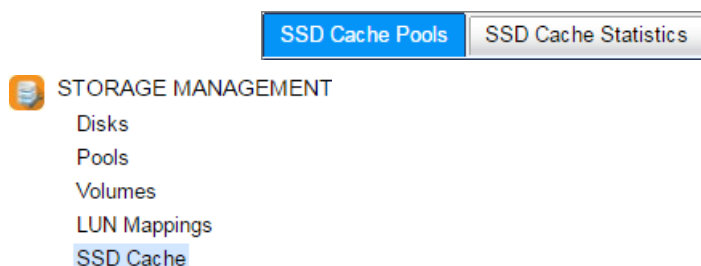 SSD Cache Pools SSD Cache Statistics
STORAGE MANAGEMENT
Disks
Pools
Volumes
LUN Mappings
SSD Cache